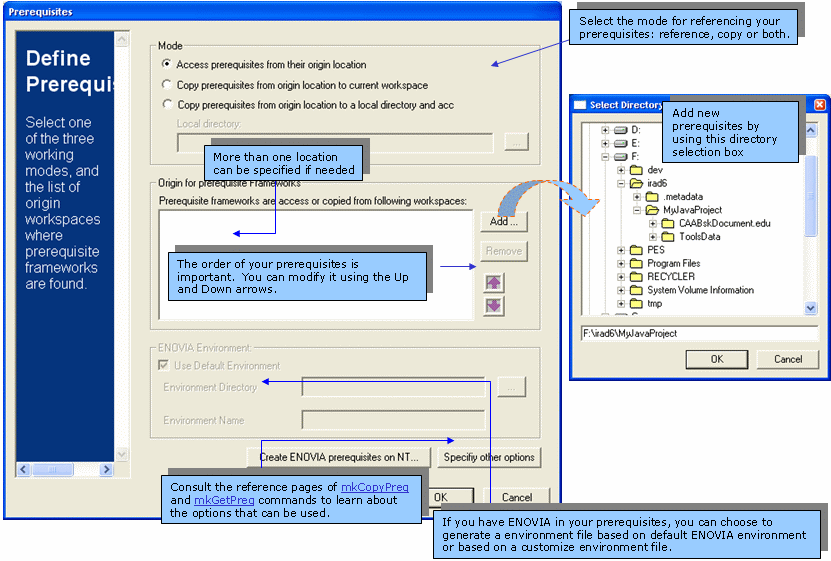 Prerequisites
Define
Prerequisi
Select one
of the three
working
modes, and
the list of
origin
workspaces
where
prerequisite
frameworks
are found.
Mode
Access prerequisites from their origin location
Copy prerequisites from origin location to current workspace
Copy prerequisites from origin location to a local directory and acc
Local directory:
...
More than one location
can be specified if needed
Origin for prerequisite Frameworks
Prerequisite frameworks are access or copied from following workspaces:
Add ...
Remove
The order of your prerequisites is
important. You can modify it using the Up
and Down arrows.
ENOVIA Environment:
Use Default Environment
Environment Directory
...
Environment Name
Create ENOVIA prerequisites on NT...
Specifiy other options
Consult the reference pages of mkCopyPreq
and mkGetPreq commands to learn about
the options that can be used.
OK
Cancel
If you have ENOVIA in your prerequisites, you can choose to
generate a environment file based on default ENOVIA environment
or based on a customize environment file.
Select the mode for referencing your
prerequisites: reference, copy or both.
Select Directory
Add new
prerequisites by
using this directory
selection box
D:
E:
F:
dev
irad6
.metadata
MyJavaProject
CAABskDocument.edu
ToolsData
PES
Program Files
RECYCLER
System Volume Information
tmp
F:\irad6\MyJavaProject
OK
Cancel